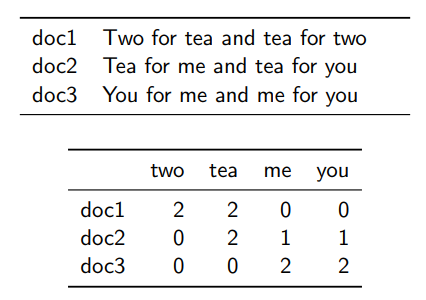 doc1 Two for tea and tea for two
doc2 Tea for me and tea for you
doc3 You for me and me for you
two tea me you
doc1 2 2 0 0
doc2 0 2 1 1
doc3 0 0 2 2